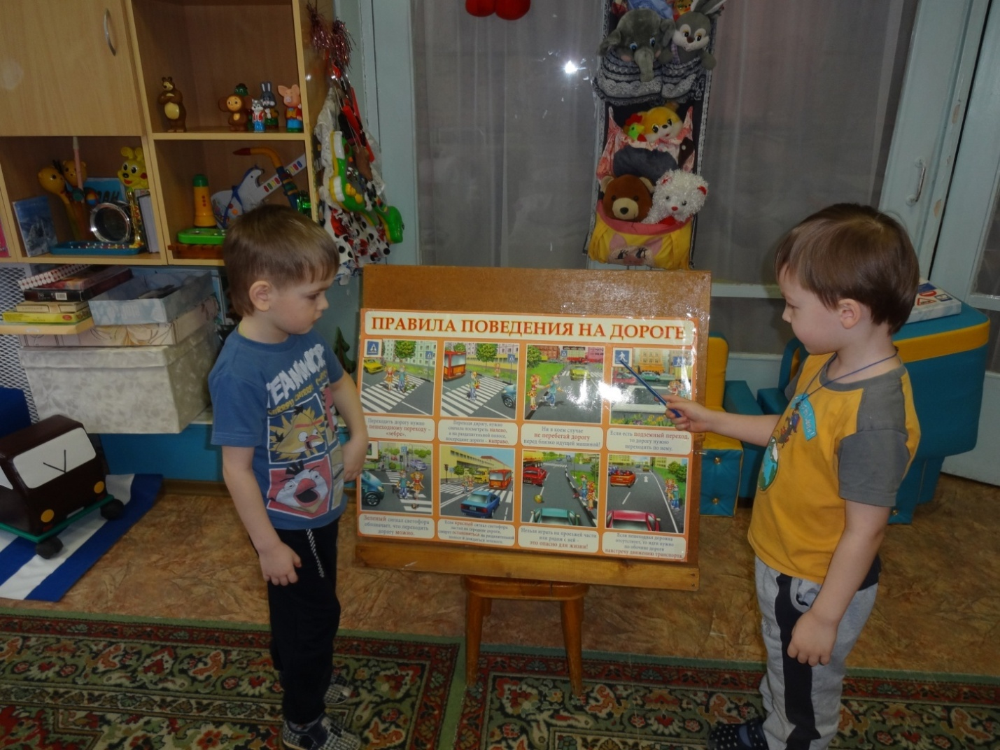 ПРАВИЛА ПОВЕДЕНИЯ НА ДОРОГЕ
Переходить дорогу нужно
пешеходному переходу –
«зебре».
Переходя дорогу, нужно
сначала посмотреть налево,
а на разделительной полосе,
посередине дороги – направо.
Ни в коем случае
не перебегай дорогу
перед близко идущей машиной!
Если есть подземный переход,
то дорогу нужно
переходить по нему.
Зеленый сигнал светофора
обозначает, что переходить
дорогу можно.
Если красный сигнал светофора
застал на середине дороги,
остановиться на разделительной
полосе и дождаться зеленого.
Нельзя играть на проезжей части
или рядом с ней –
это опасно для жизни!
Если пешеходная дорожка
отсутствует, то идти нужно
по обочине дороги
навстречу движению транспорта
TEAMWORK